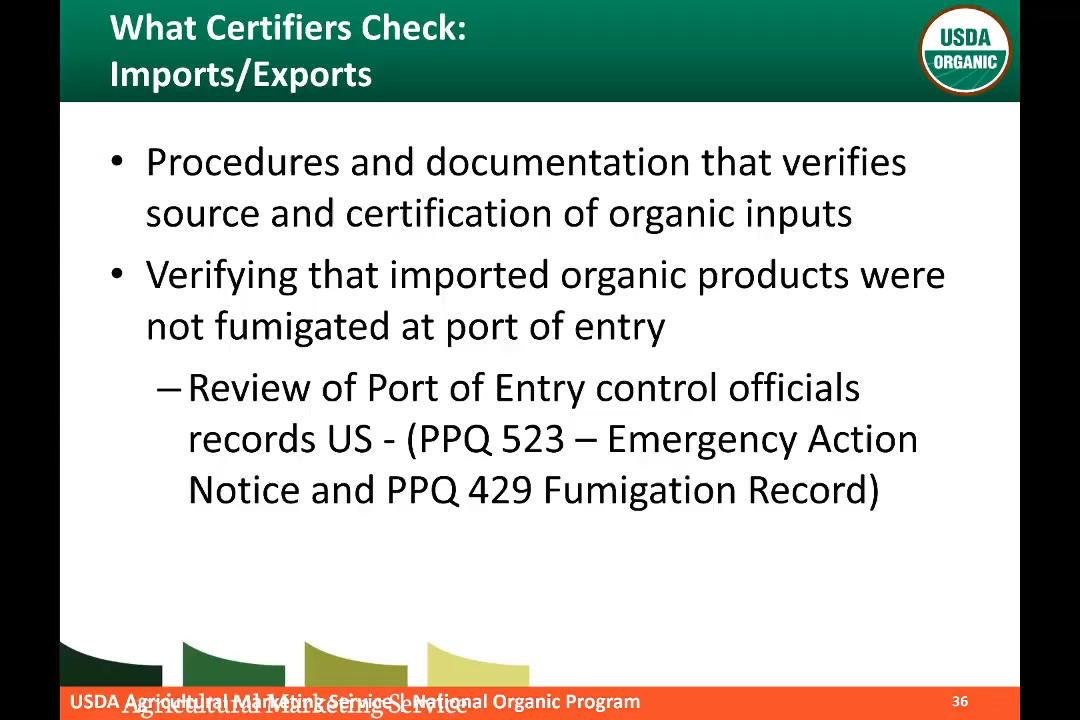 What Certifiers Check:
Imports/Exports
USDA
ORGANIC
• Procedures and documentation that verifies
source and certification of organic inputs
• Verifying that imported organic products were
not fumigated at port of entry
– Review of Port of Entry control officials
records US - (PPQ 523 – Emergency Action
Notice and PPQ 429 Fumigation Record)
USDA Agricultural Marketing Service | National Organic Program
Agricultural Marketing Service
36